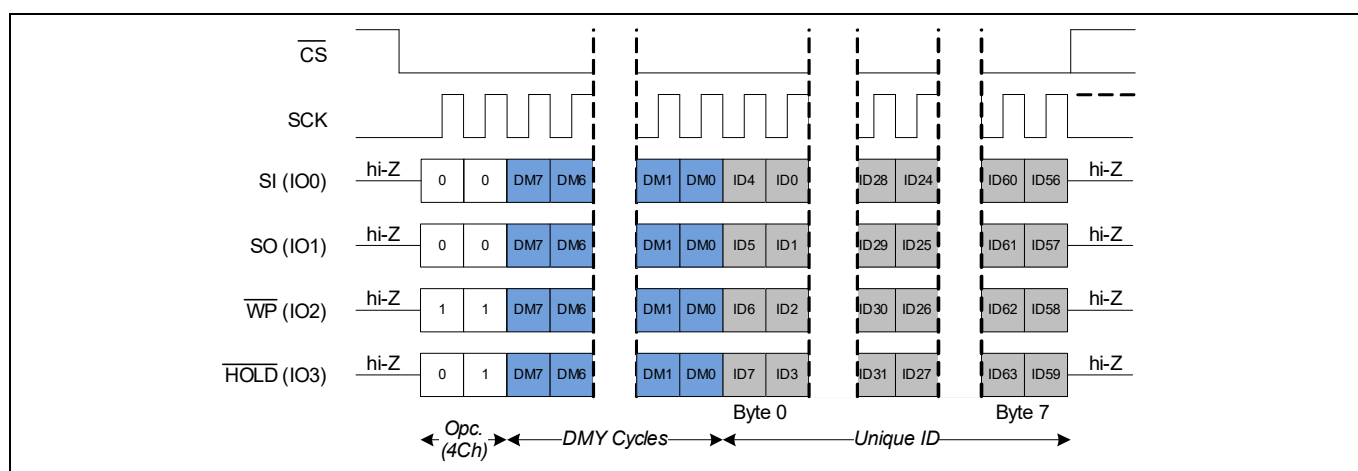 CS
SCK
SI (IO0) hi-Z 0 0 DM7 DM6 DM1 DM0 ID4 ID0 ID28 ID24 ID60 ID56 hi-Z
SO (IO1) hi-Z 0 0 DM7 DM6 DM1 DM0 ID5 ID1 ID29 ID25 ID61 ID57 hi-Z
WP (IO2) hi-Z 1 1 DM7 DM6 DM1 DM0 ID6 ID2 ID30 ID26 ID62 ID58 hi-Z
HOLD (IO3) hi-Z 0 1 DM7 DM6 DM1 DM0 ID7 ID3 ID31 ID27 ID63 ID59 hi-Z
Byte 0 Byte 7
Opc. DMY Cycles Unique ID
(4Ch)